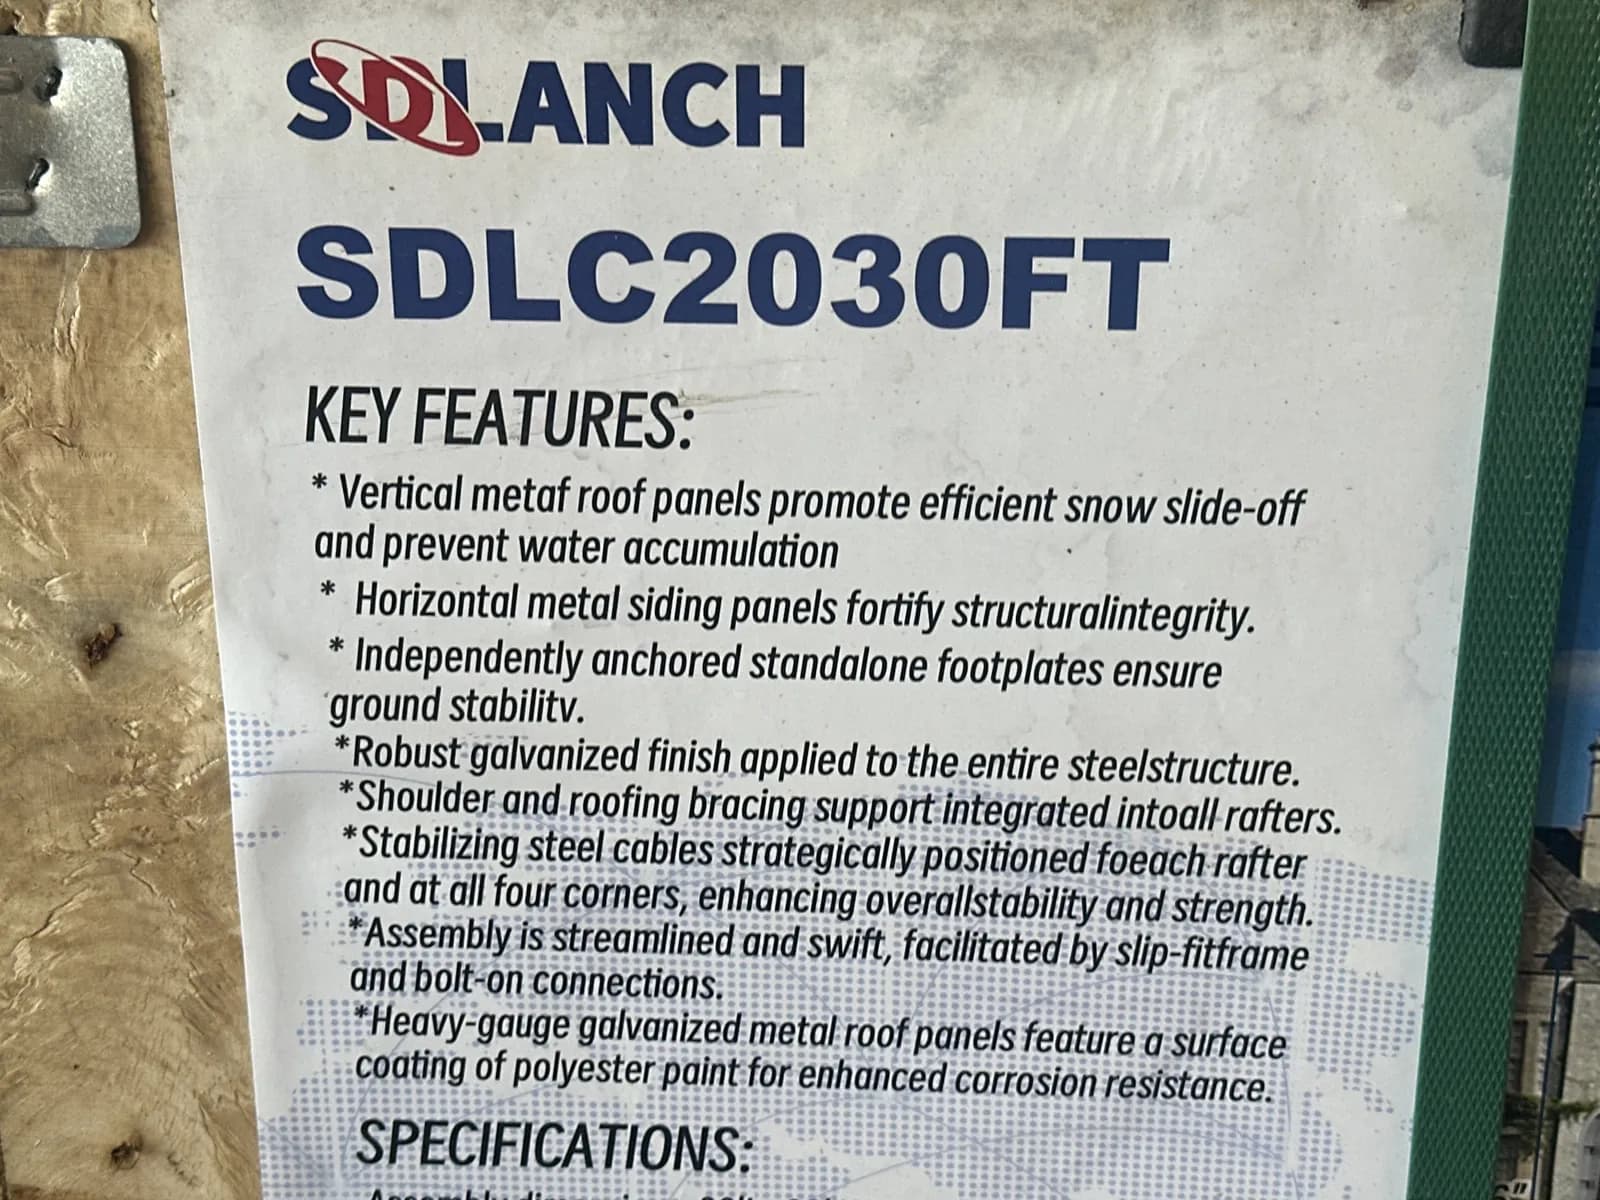 SDLANCH
SDLC2030FT
KEY FEATURES:
* Vertical metaf roof panels promote efficient snow slide-off
and prevent water accumulation
* Horizontal metal siding panels fortify structuralintegrity.
* Independently anchored standalone footplates ensure
ground stability.
*Robust galvanized finish applied to the entire steelstructure.
*Shoulder and roofing bracing support integrated intoall rafters.
*Stabilizing steel cables strategically positioned foeach rafter
and at all four corners, enhancing overallstability and strength.
*Assembly is streamlined and swift, facilitated by slip-fitframe
and bolt-on connections.
*Heavy-gauge galvanized metal roof panels feature a surface
coating of polyester paint for enhanced corrosion resistance.
SPECIFICATIONS: